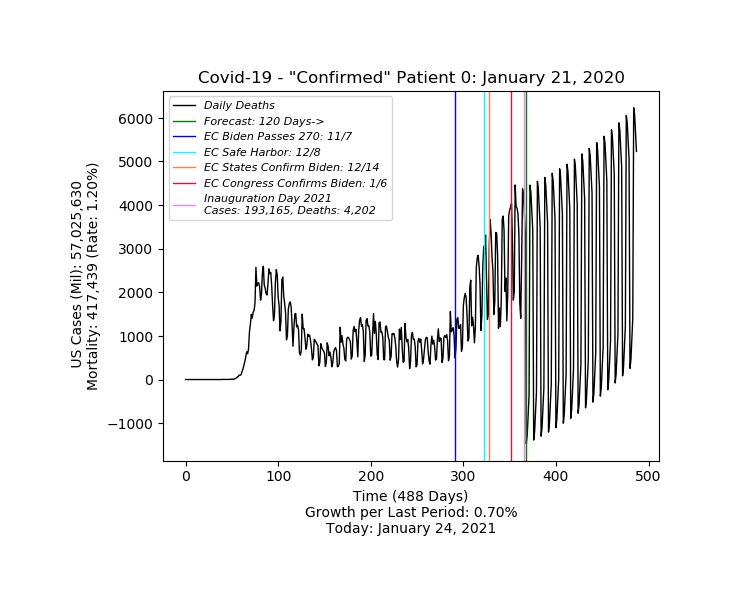 Covid-19 - "Confirmed" Patient 0: January 21, 2020
Daily Deaths
Forecast: 120 Days->
EC Biden Passes 270: 11/7
EC Safe Harbor: 12/8
EC States Confirm Biden: 12/14
EC Congress Confirms Biden: 1/6
Inauguration Day 2021
Cases: 193,165, Deaths: 4,202
US Cases (Mil): 57,025,630
Mortality: 417,439 (Rate: 1.20%)
6000
5000
4000
3000
2000
1000
0
−1000
0 100 200 300 400 500
Time (488 Days)
Growth per Last Period: 0.70%
Today: January 24, 2021